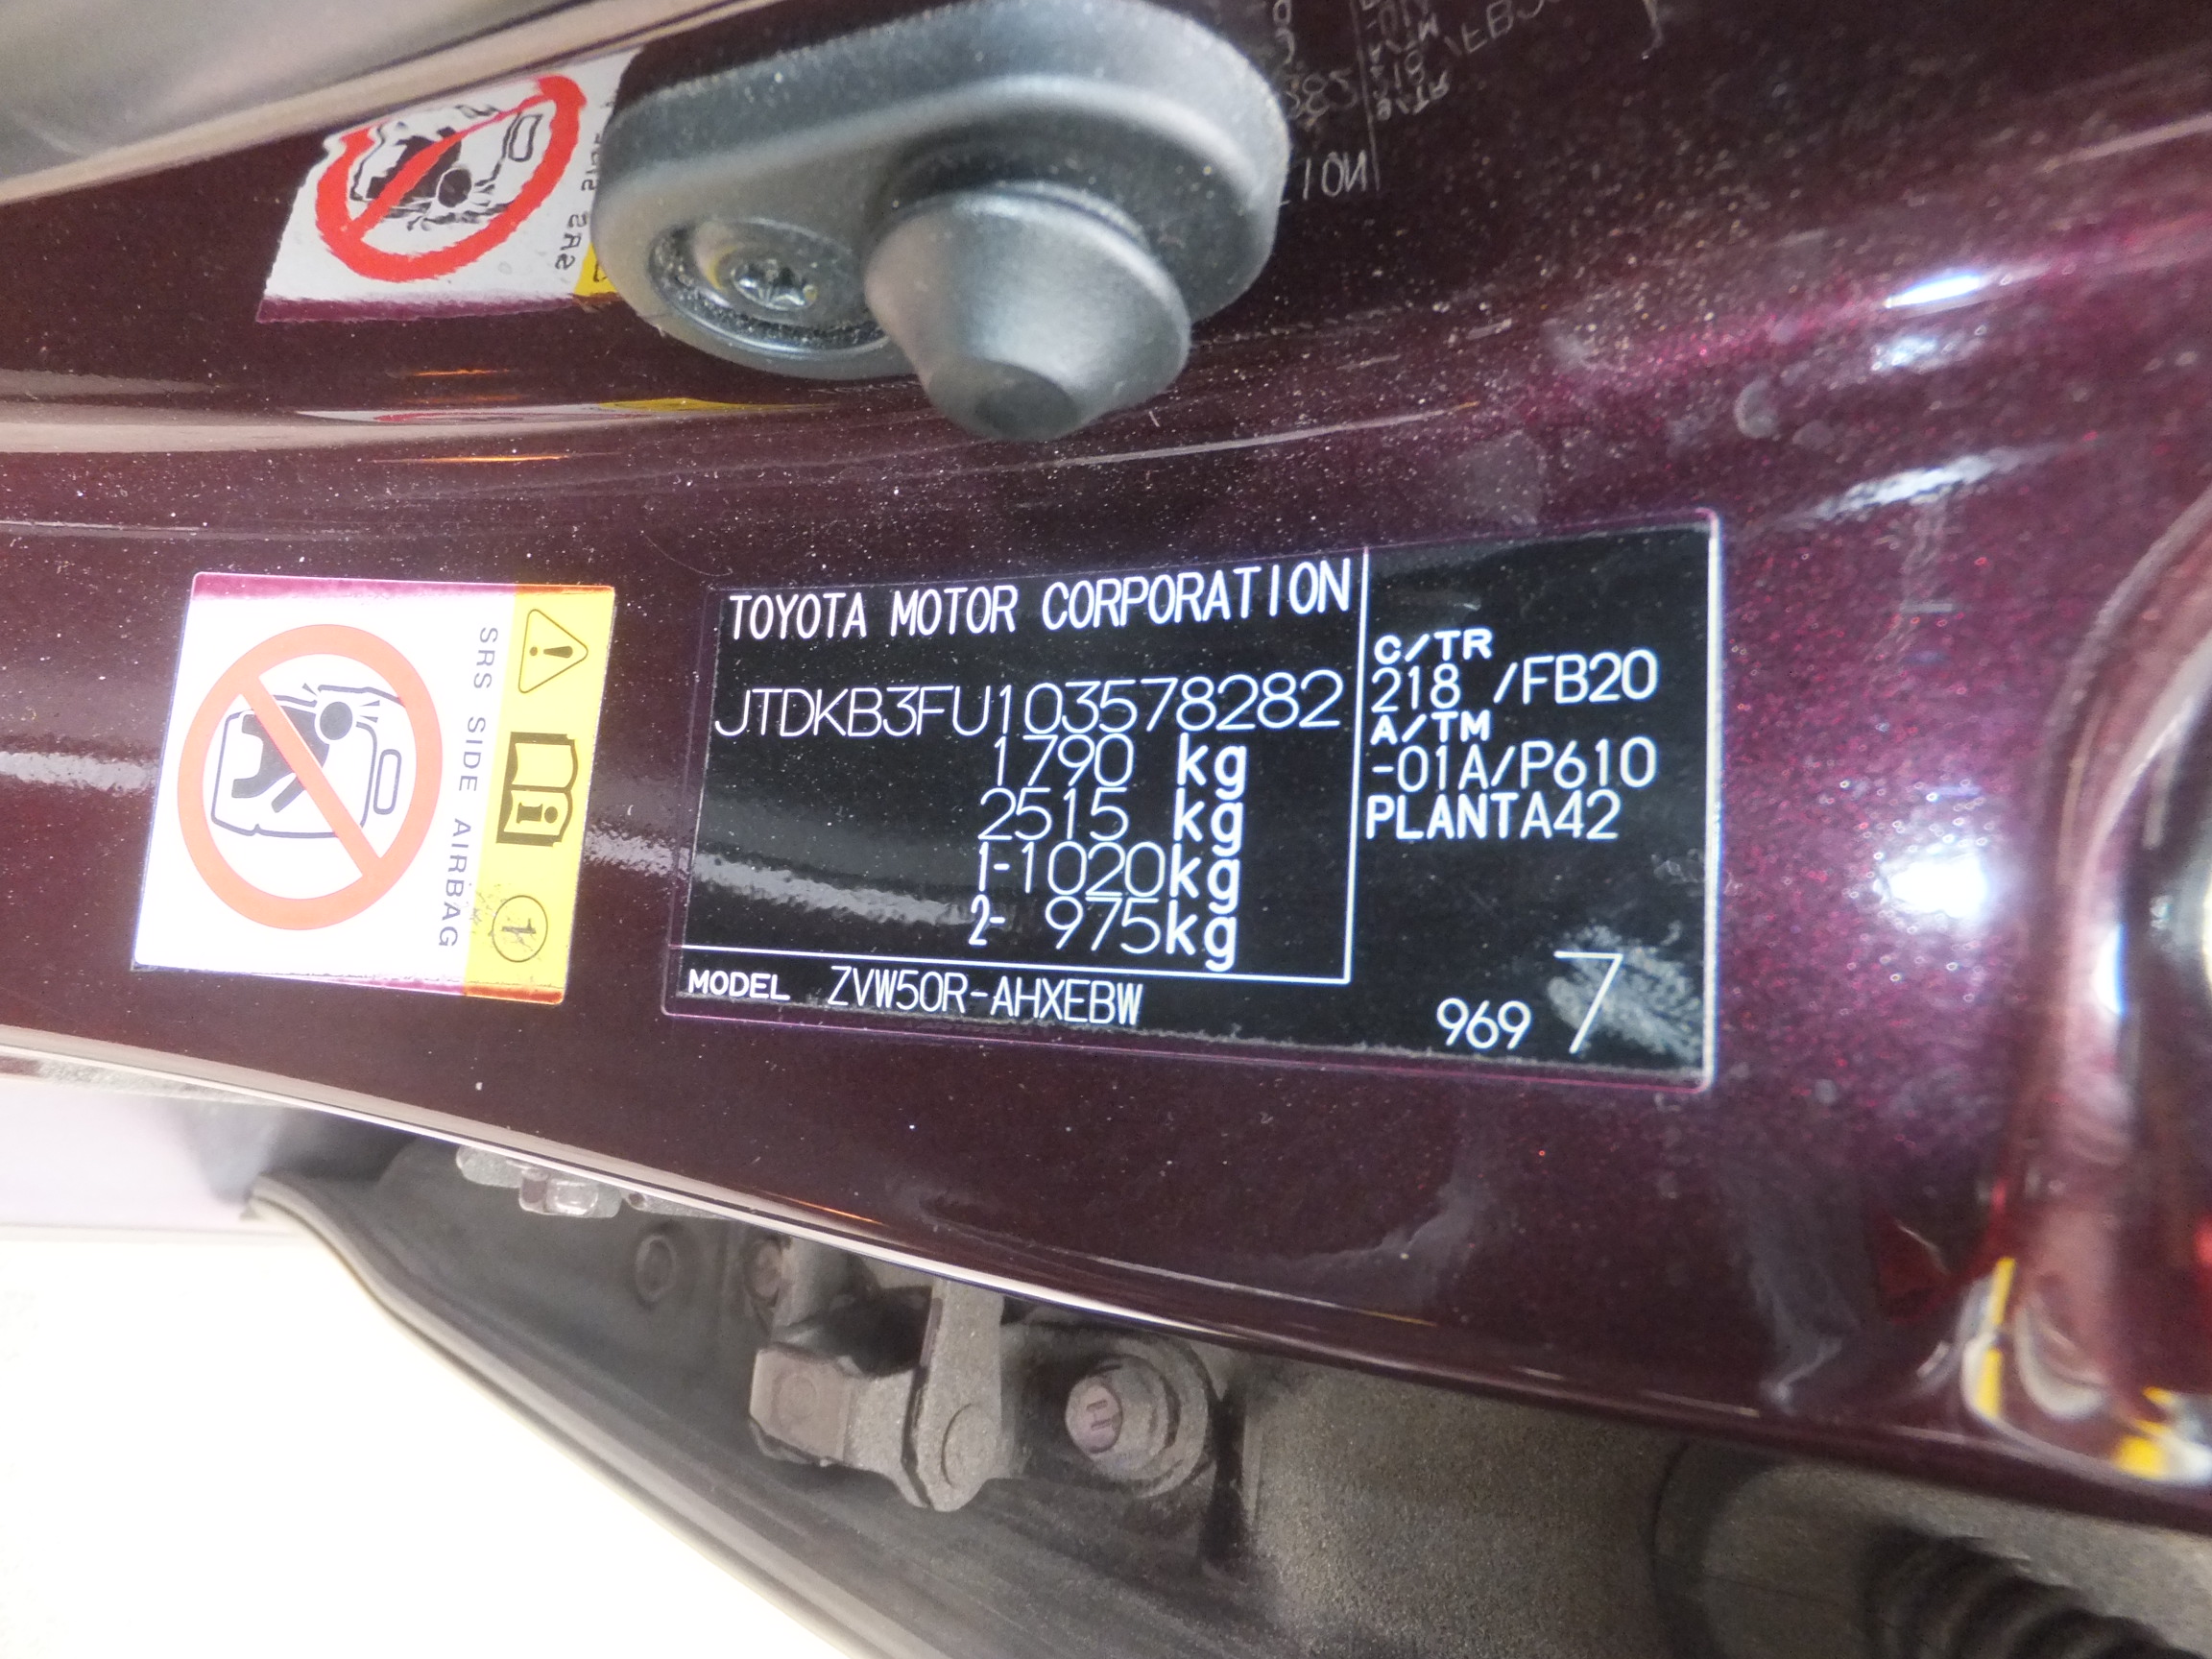 TOYOTA MOTOR CORPORATION
JTDKB3FU103578282
1790 kg
2515 kg
1-1020kg
2- 975kg
MODEL ZVW50R-AHXEBW
C/TR
218 /FB20
A/TM
-01A/P610
PLANTA42
969 7
SRS SIDE AIRBAG